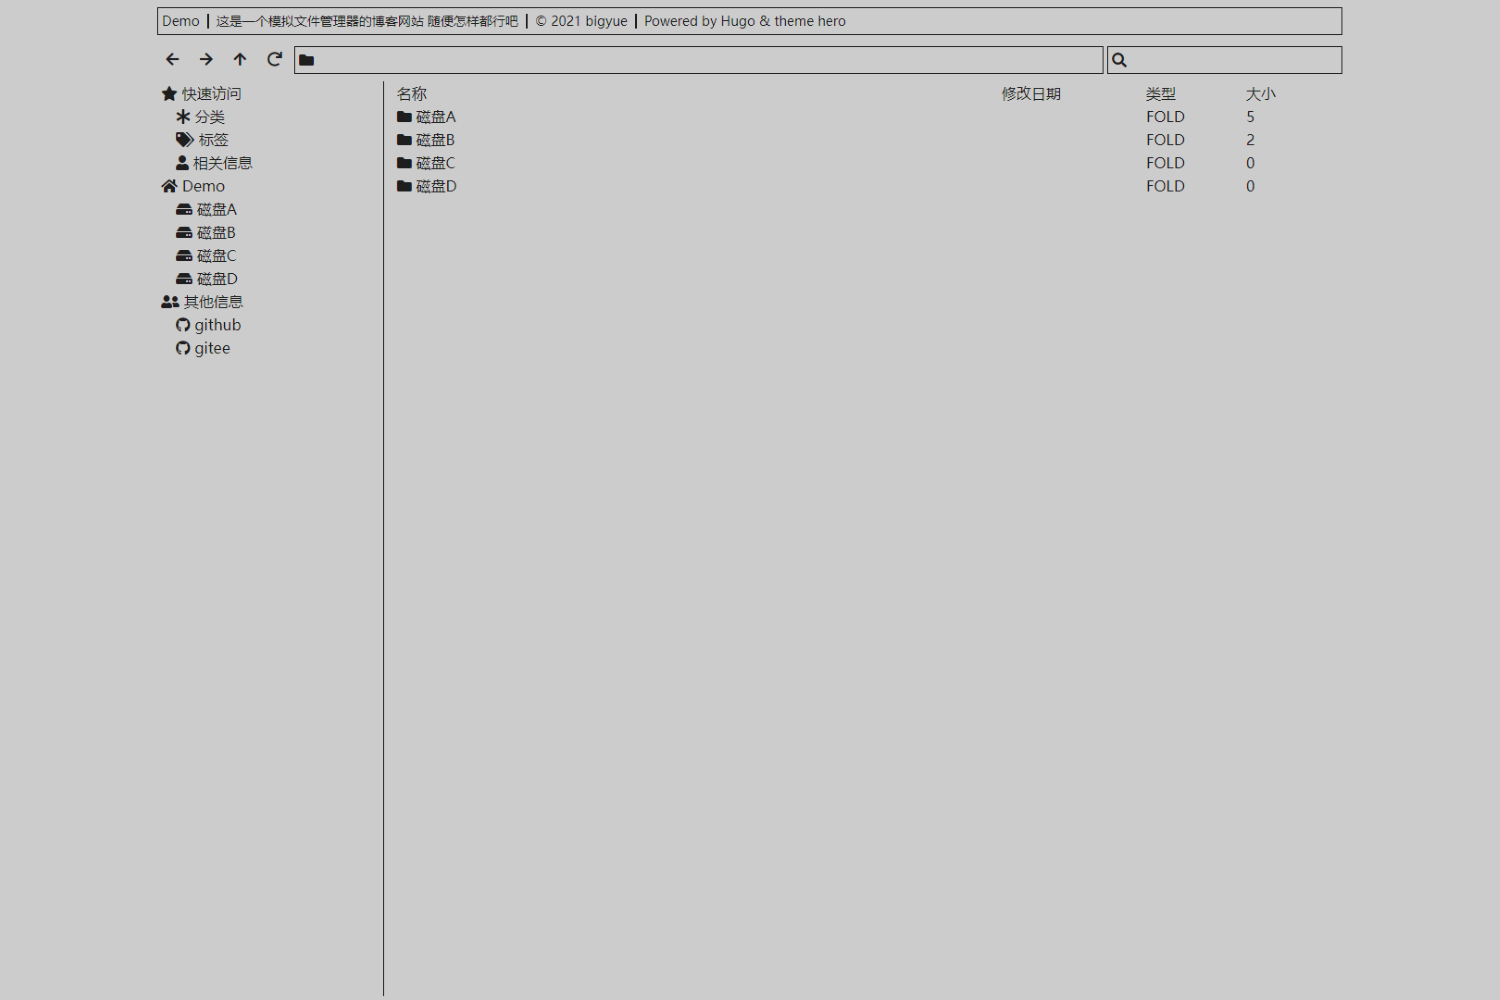 Demo | 这是一个模拟文件管理器的博客网站 随便怎样都行吧 | © 2021 bigyue | Powered by Hugo & theme hero
快速访问
分类
标签
相关信息
Demo
磁盘A
磁盘B
磁盘C
磁盘D
其他信息
github
gitee
名称 修改日期 类型 大小
磁盘A FOLD 5
磁盘B FOLD 2
磁盘C FOLD 0
磁盘D FOLD 0